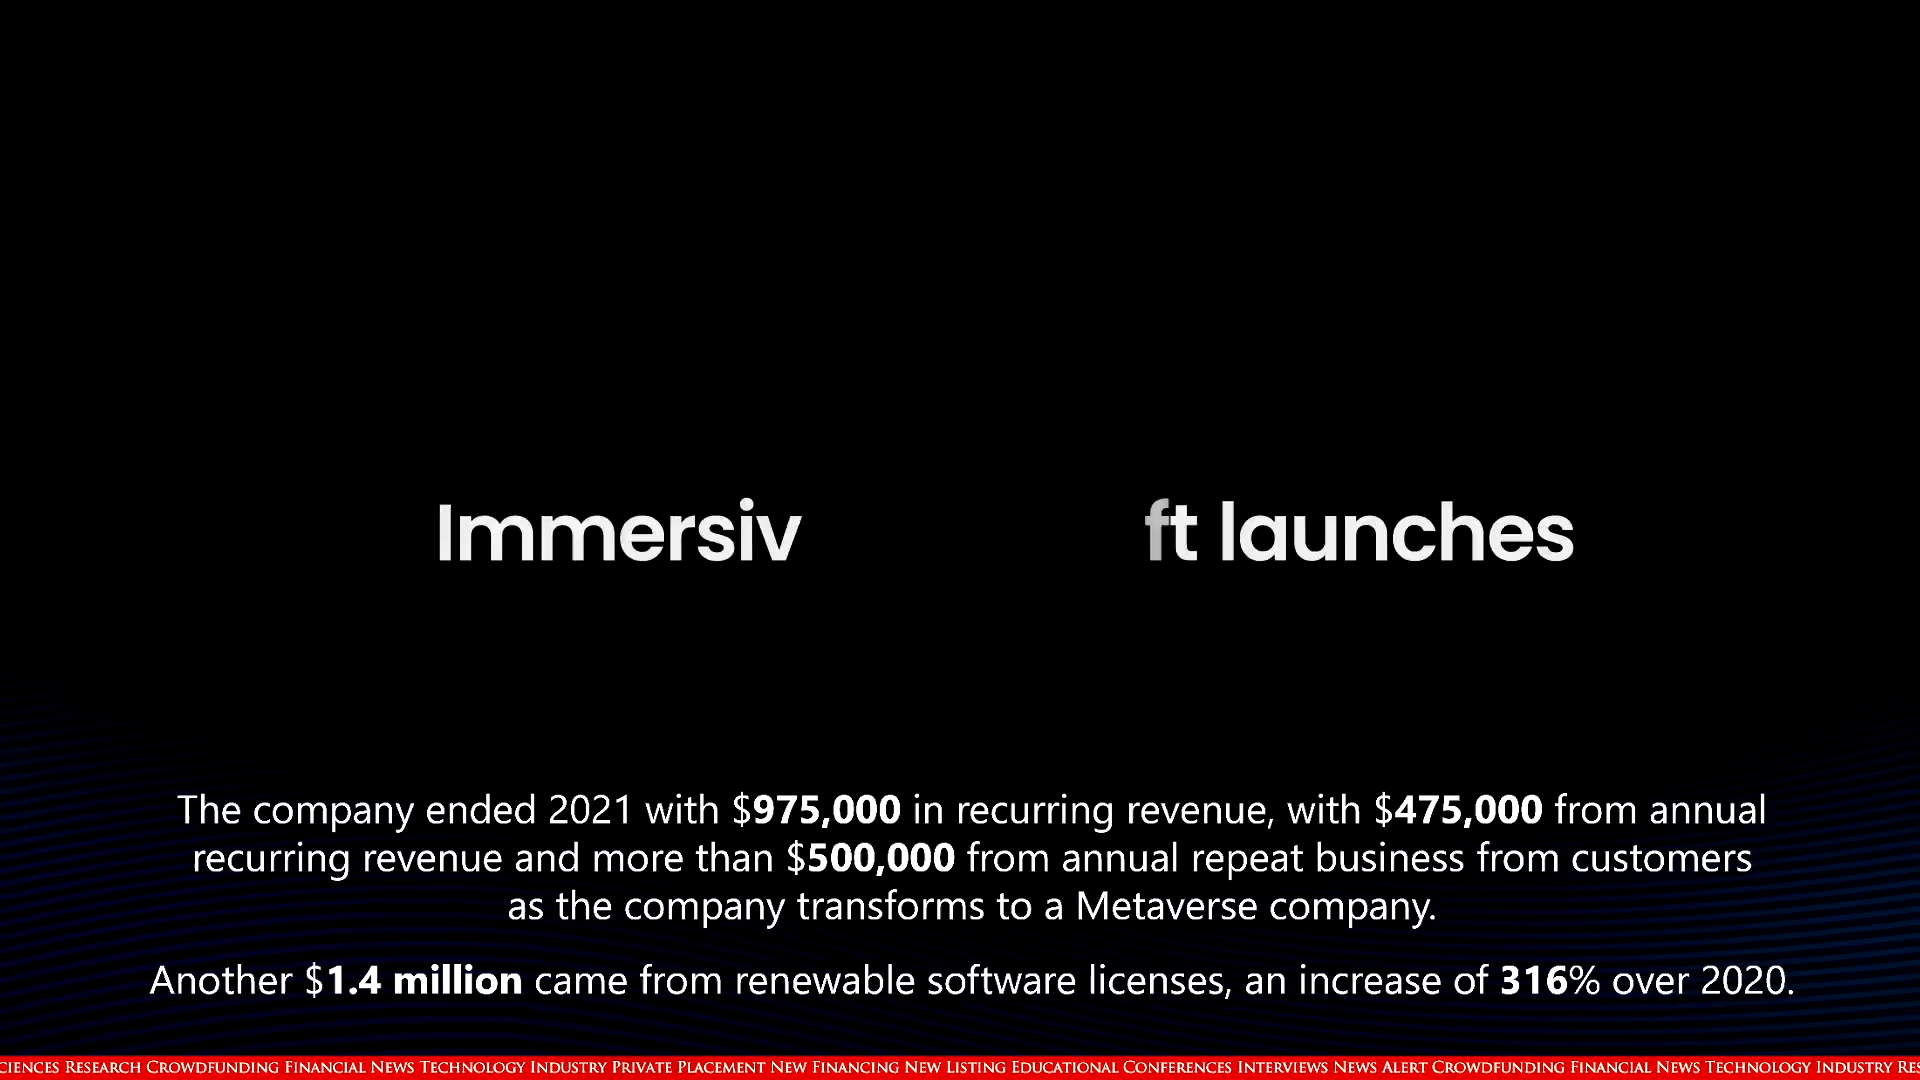 Immersiv ft launches
The company ended 2021 with $975,000 in recurring revenue, with $475,000 from annual
recurring revenue and more than $500,000 from annual repeat business from customers
as the company transforms to a Metaverse company.
Another $1.4 million came from renewable software licenses, an increase of 316% over 2020.
CIENCES RESEARCH CROWDFUNDING FINANCIAL NEWS TECHNOLOGY INDUSTRY PRIVATE PLACEMENT NEW FINANCING NEW LISTING EDUCATIONAL CONFERENCES INTERVIEWS NEWS ALERT CROWDFUNDING FINANCIAL NEWS TECHNOLOGY INDUSTRY RES